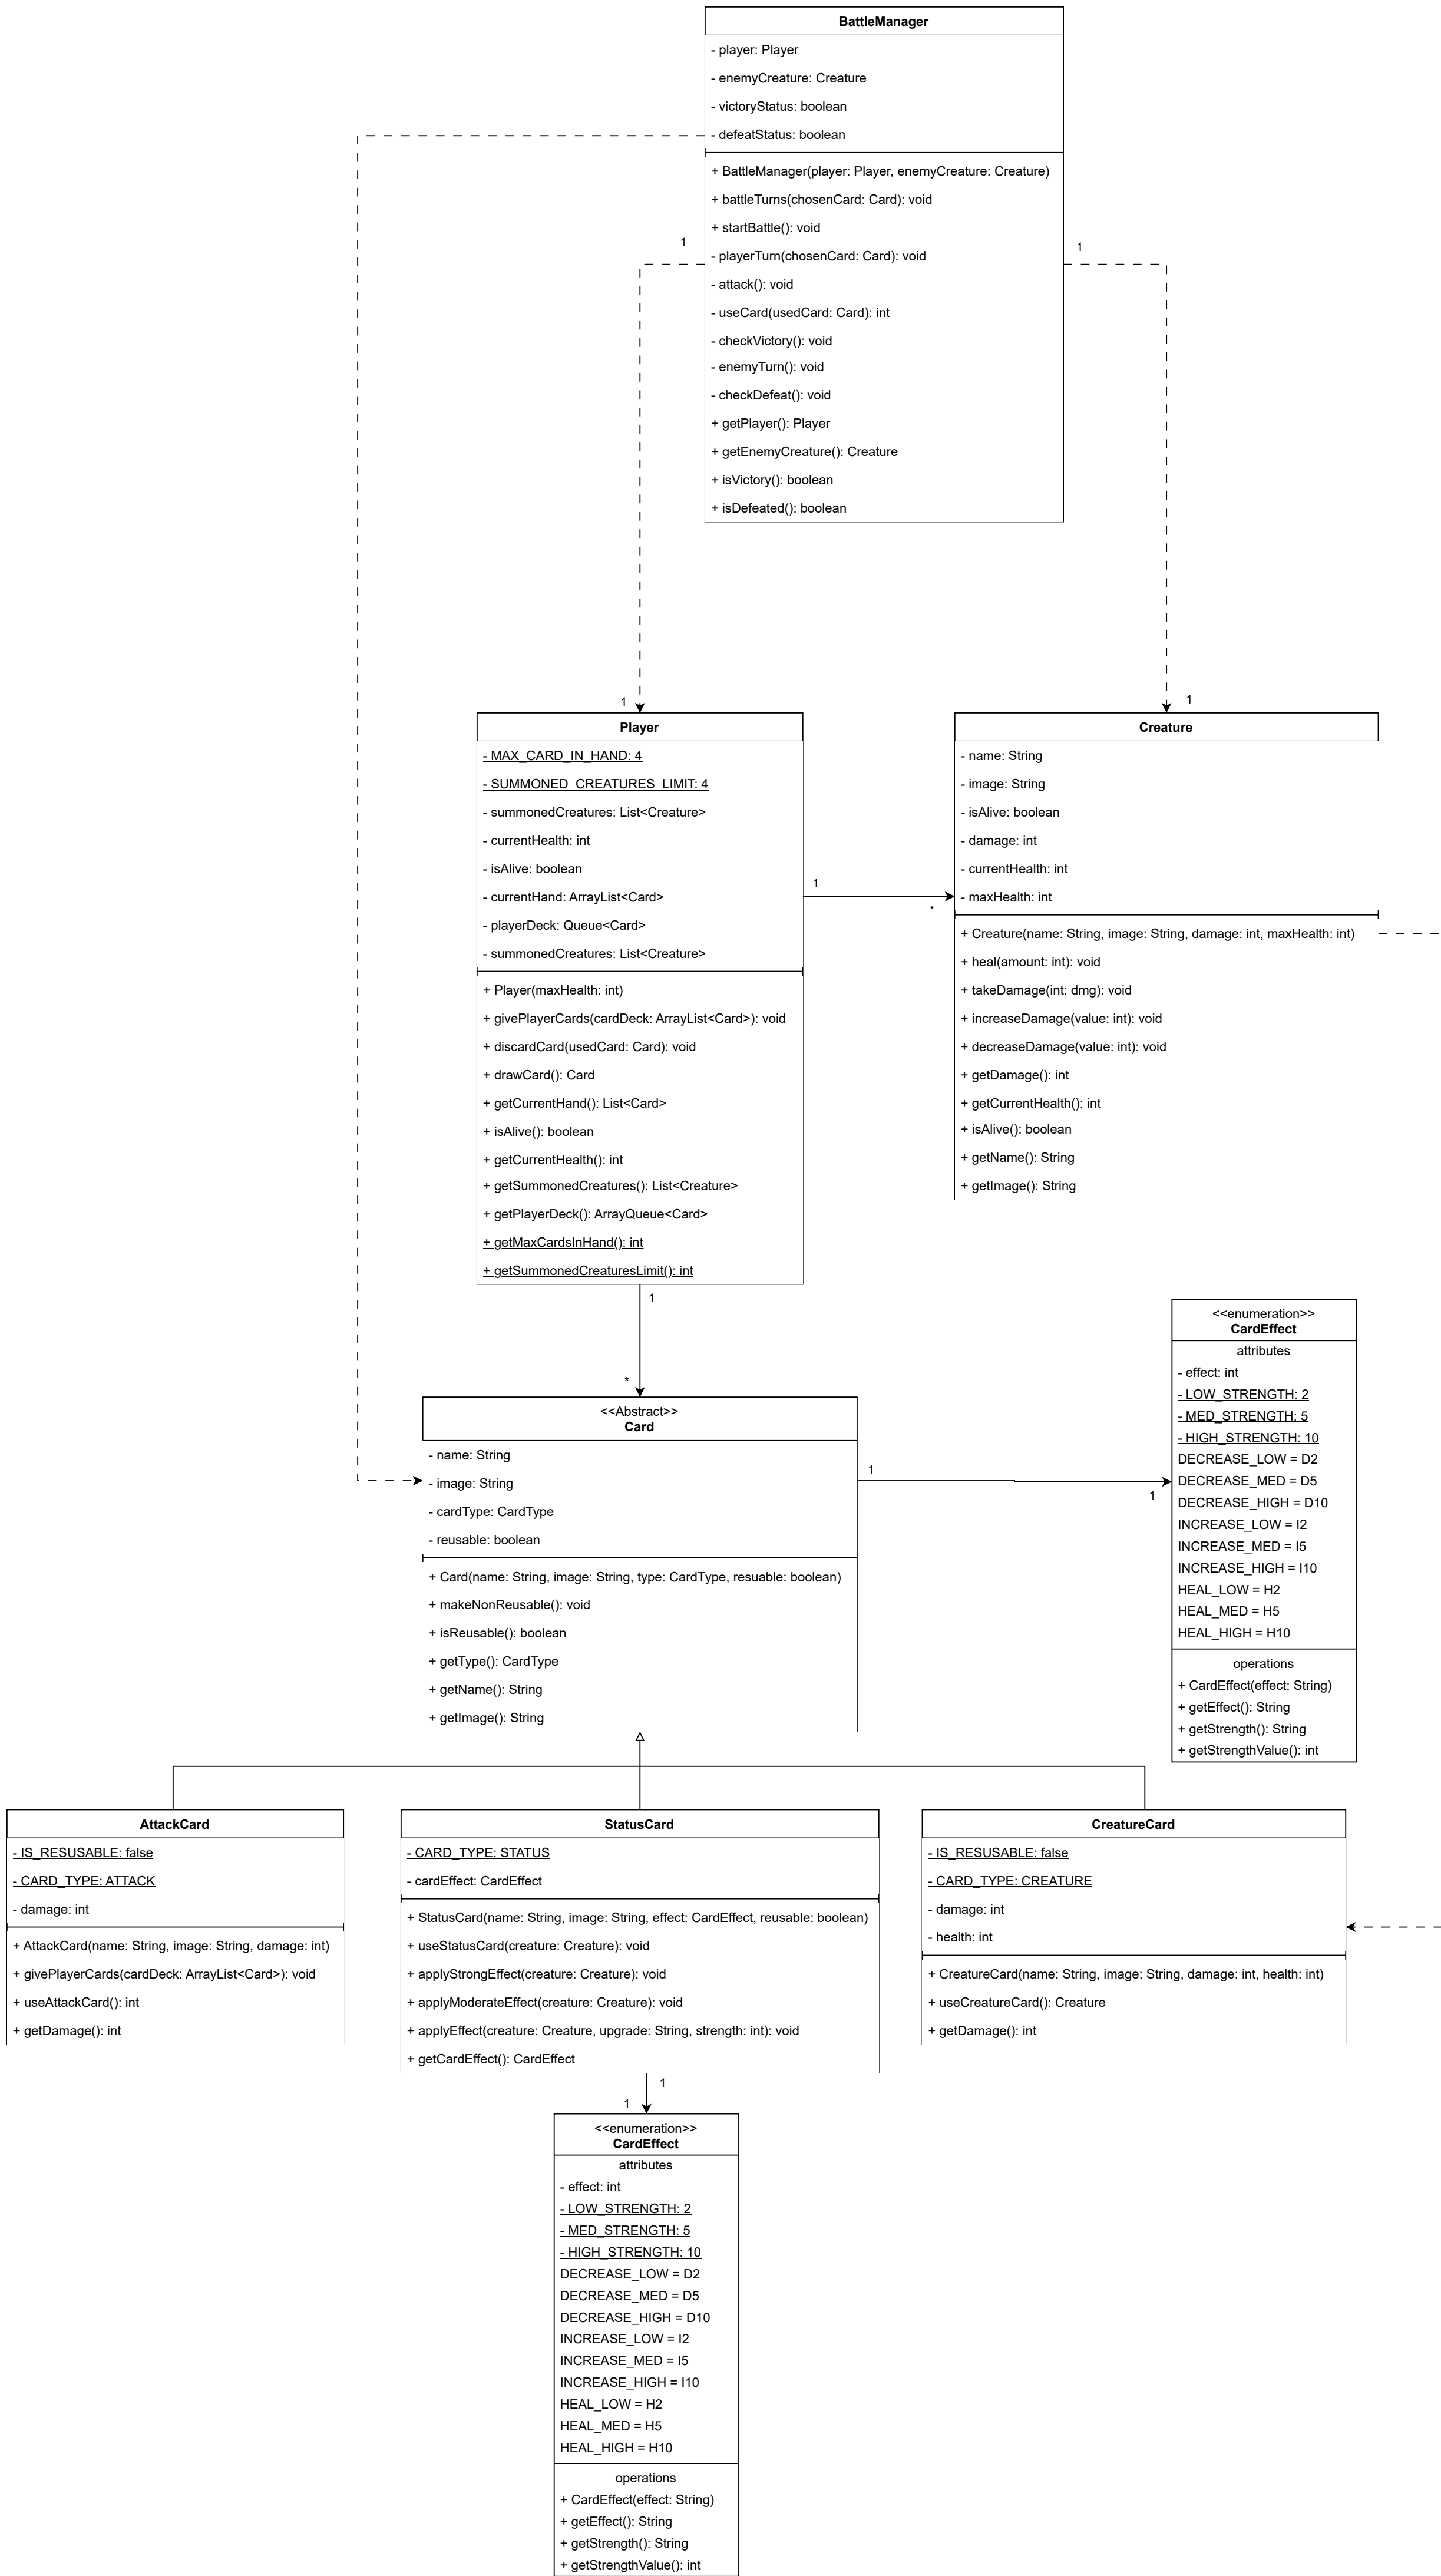 BattleManager
- player: Player
- enemyCreature: Creature
- victoryStatus: boolean
- defeatStatus: boolean
+ BattleManager(player: Player, enemyCreature: Creature)
+ battleTurns(chosenCard: Card): void
+ startBattle(): void
- playerTurn(chosenCard: Card): void
- attack(): void
- useCard(usedCard: Card): int
- checkVictory(): void
- enemyTurn(): void
- checkDefeat(): void
+ getPlayer(): Player
+ getEnemyCreature(): Creature
+ isVictory(): boolean
+ isDefeated(): boolean
1
1
1
1
Player
- MAX_CARD_IN_HAND: 4
- SUMMONED_CREATURES_LIMIT: 4
- summonedCreatures: List<Creature>
- currentHealth: int
- isAlive: boolean
- currentHand: ArrayList<Card>
- playerDeck: Queue<Card>
- summonedCreatures: List<Creature>
+ Player(maxHealth: int)
+ givePlayerCards(cardDeck: ArrayList<Card>): void
+ discardCard(usedCard: Card): void
+ drawCard(): Card
+ getCurrentHand(): List<Card>
+ isAlive(): boolean
+ getCurrentHealth(): int
+ getSummonedCreatures(): List<Creature>
+ getPlayerDeck(): ArrayQueue<Card>
+ getMaxCardsInHand(): int
+ getSummonedCreaturesLimit(): int
1
*
Creature
- name: String
- image: String
- isAlive: boolean
- damage: int
- currentHealth: int
- maxHealth: int
+ Creature(name: String, image: String, damage: int, maxHealth: int)
+ heal(amount: int): void
+ takeDamage(int: dmg): void
+ increaseDamage(value: int): void
+ decreaseDamage(value: int): void
+ getDamage(): int
+ getCurrentHealth(): int
+ isAlive(): boolean
+ getName(): String
+ getImage(): String
1
*
<<Abstract>>
Card
- name: String
- image: String
- cardType: CardType
- reusable: boolean
+ Card(name: String, image: String, type: CardType, resuable: boolean)
+ makeNonReusable(): void
+ isReusable(): boolean
+ getType(): CardType
+ getName(): String
+ getImage(): String
1
1
<<enumeration>>
CardEffect
attributes
- effect: int
- LOW_STRENGTH: 2
- MED_STRENGTH: 5
- HIGH_STRENGTH: 10
DECREASE_LOW = D2
DECREASE_MED = D5
DECREASE_HIGH = D10
INCREASE_LOW = I2
INCREASE_MED = I5
INCREASE_HIGH = I10
HEAL_LOW = H2
HEAL_MED = H5
HEAL_HIGH = H10
operations
+ CardEffect(effect: String)
+ getEffect(): String
+ getStrength(): String
+ getStrengthValue(): int
AttackCard
- IS_RESUSABLE: false
- CARD_TYPE: ATTACK
- damage: int
+ AttackCard(name: String, image: String, damage: int)
+ givePlayerCards(cardDeck: ArrayList<Card>): void
+ useAttackCard(): int
+ getDamage(): int
StatusCard
- CARD_TYPE: STATUS
- cardEffect: CardEffect
+ StatusCard(name: String, image: String, effect: CardEffect, reusable: boolean)
+ useStatusCard(creature: Creature): void
+ applyStrongEffect(creature: Creature): void
+ applyModerateEffect(creature: Creature): void
+ applyEffect(creature: Creature, upgrade: String, strength: int): void
+ getCardEffect(): CardEffect
CreatureCard
- IS_RESUSABLE: false
- CARD_TYPE: CREATURE
- damage: int
- health: int
+ CreatureCard(name: String, image: String, damage: int, health: int)
+ useCreatureCard(): Creature
+ getDamage(): int
1
1
<<enumeration>>
CardEffect
attributes
- effect: int
- LOW_STRENGTH: 2
- MED_STRENGTH: 5
- HIGH_STRENGTH: 10
DECREASE_LOW = D2
DECREASE_MED = D5
DECREASE_HIGH = D10
INCREASE_LOW = I2
INCREASE_MED = I5
INCREASE_HIGH = I10
HEAL_LOW = H2
HEAL_MED = H5
HEAL_HIGH = H10
operations
+ CardEffect(effect: String)
+ getEffect(): String
+ getStrength(): String
+ getStrengthValue(): int